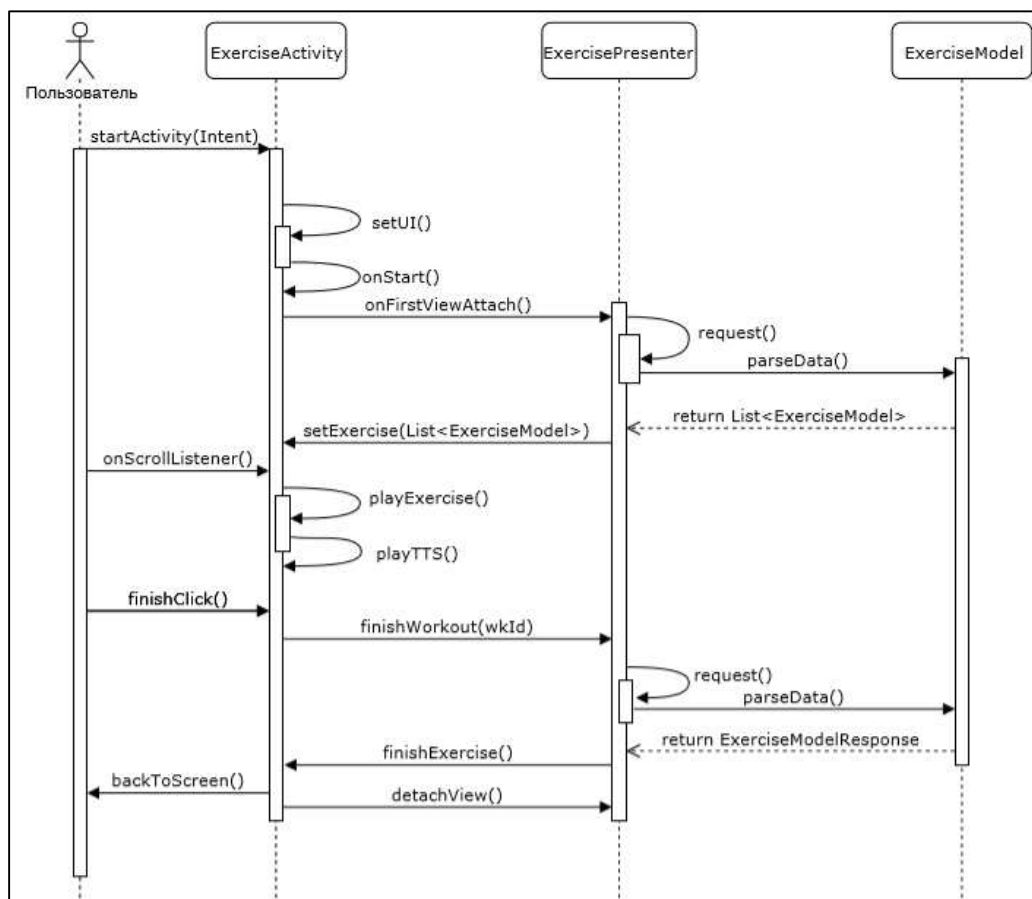 ExerciseActivity
ExercisePresenter
ExerciseModel
Пользователь
startActivity(Intent)
setUI()
onStart()
onFirstViewAttach()
request()
parseData()
return List<ExerciseModel>
setExercise(List<ExerciseModel>)
onScrollListener()
playExercise()
playTTS()
finishClick()
finishWorkout(wkId)
request()
parseData()
return ExerciseModelResponse
finishExercise()
backToScreen()
detachView()